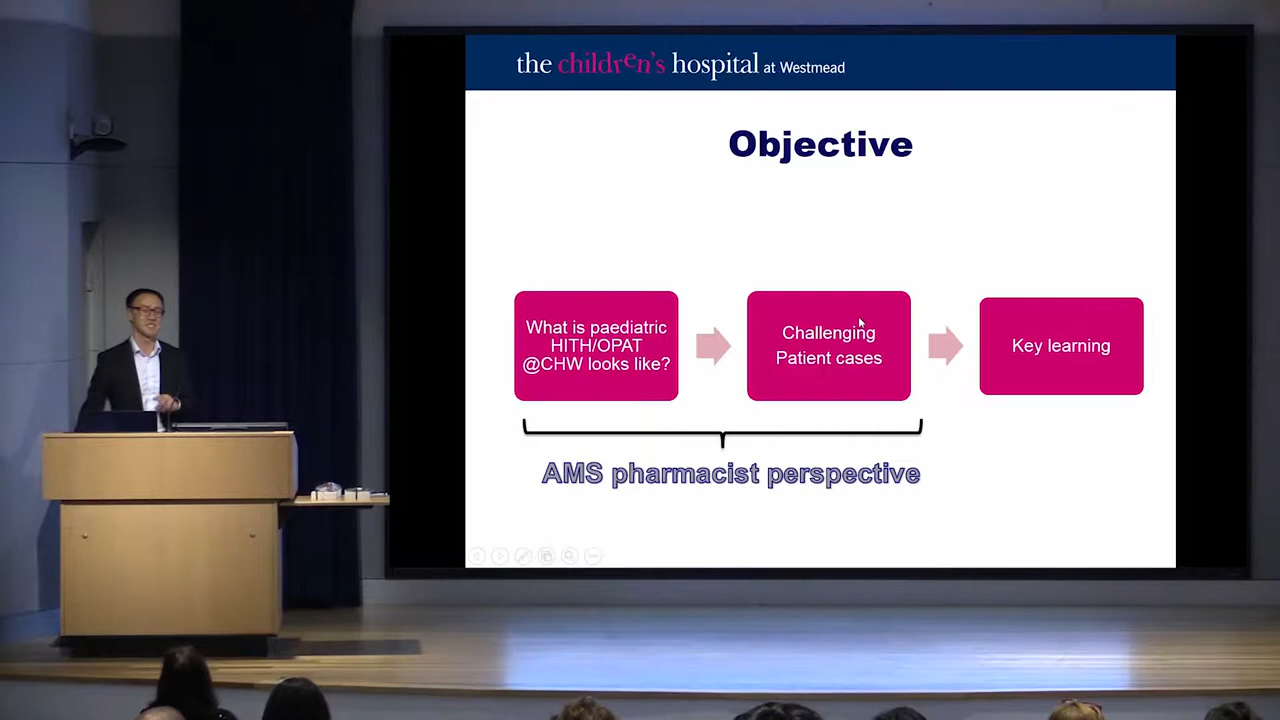 the children's hospital at Westmead
Objective
What is paediatric
HITH/OPAT
@CHW looks like?
Challenging
Patient cases
Key learning
AMS pharmacist perspective